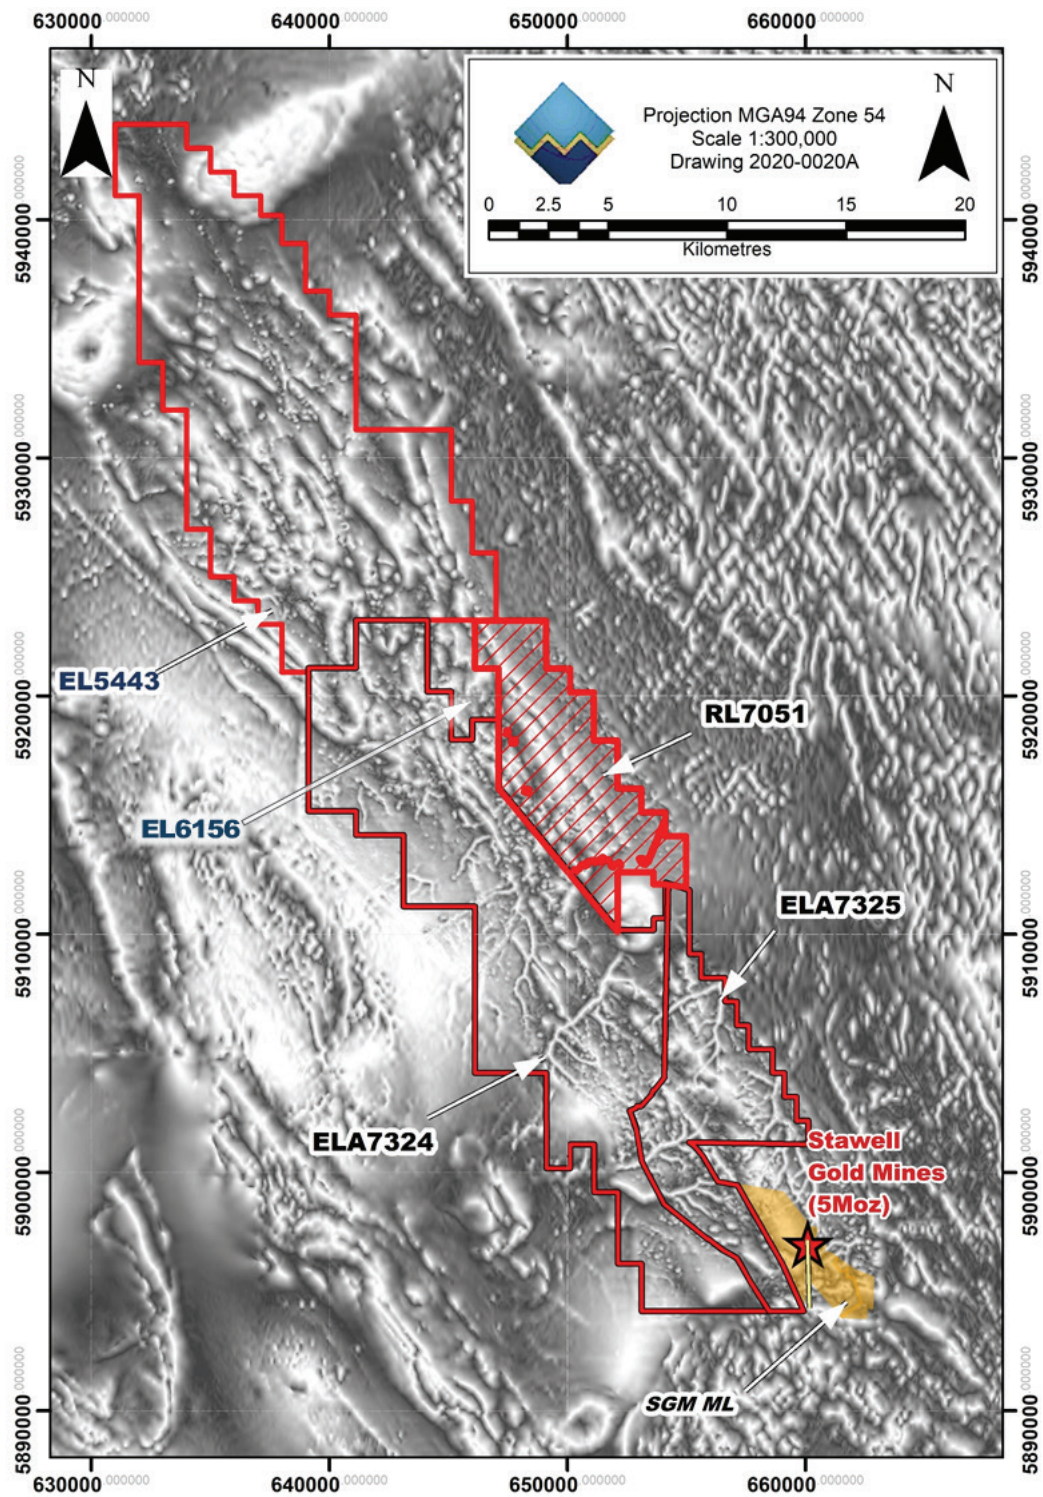 630000.000000 640000.000000 650000.000000 660000.000000
N
N
Projection MGA94 Zone 54
Scale 1:300,000
Drawing 2020-0020A
0 2.5 5 10 15 20
Kilometres
5940000.000000 5940000.000000
5930000.000000 5930000.000000
EL5443
5920000.000000 5920000.000000
RL7051
EL6156
ELA7325
5910000.000000 5910000.000000
ELA7324
Stawell
Gold Mines
(5Moz)
5900000.000000 5900000.000000
SGM ML
5890000.000000 5890000.000000
630000.000000 640000.000000 650000.000000 660000.000000